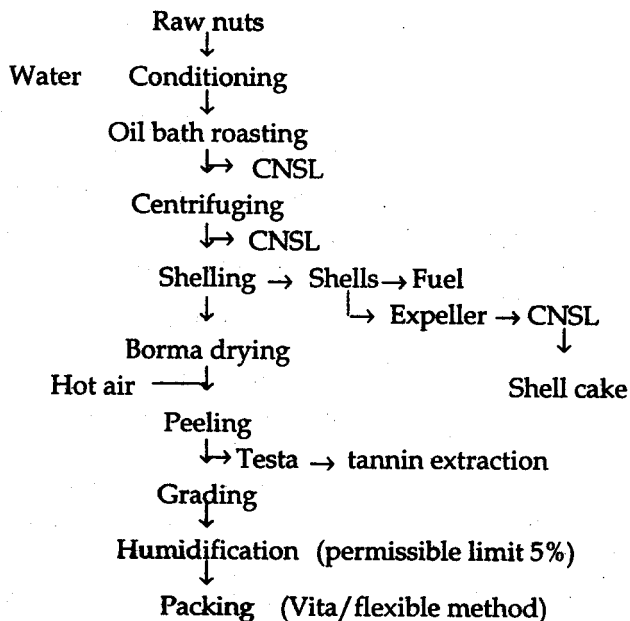 Raw nuts
↓
Water Conditioning
↓
Oil bath roasting
↓→ CNSL
Centrifuging
↓→ CNSL
Shelling → Shells → Fuel
↓ ↳ Expeller → CNSL
Borma drying ↓
Hot air ↓ Shell cake
Peeling
↓→ Testa → tannin extraction
Grading
↓
Humidification (permissible limit 5%)
↓
Packing (Vita/flexible method)